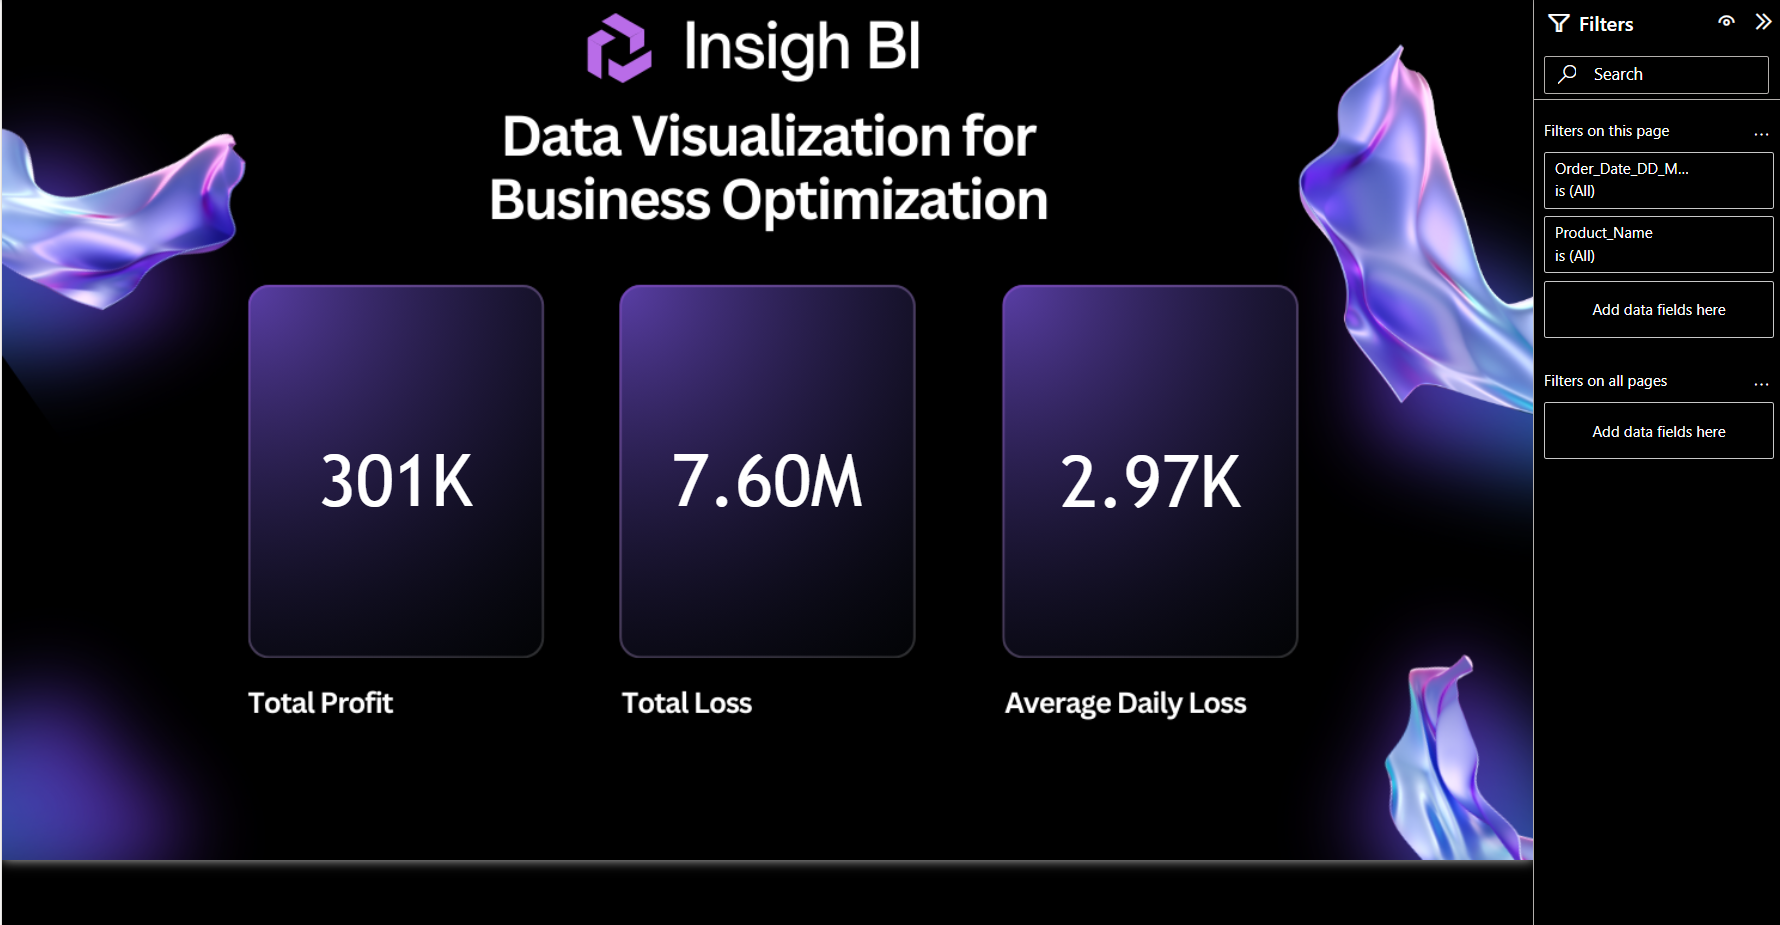 Insigh BI
Data Visualization for
Business Optimization
301K
7.60M
2.97K
Total Profit
Total Loss
Average Daily Loss
Filters
Search
Filters on this page
...
Order_Date_DD_M...
is (All)
Product_Name
is (All)
Add data fields here
Filters on all pages
...
Add data fields here